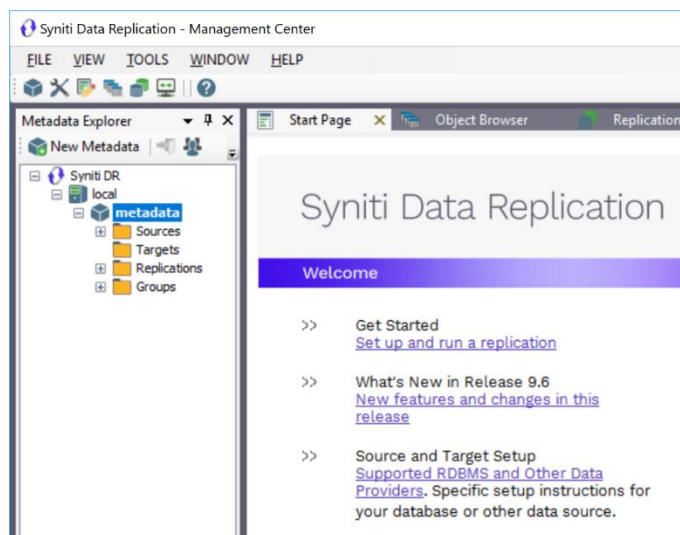 Syniti Data Replication - Management Center
FILE VIEW TOOLS WINDOW HELP
Metadata Explorer
Start Page Object Browser Replication
New Metadata
Syniti DR
local
metadata
Sources
Targets
Replications
Groups
Syniti Data Replication
Welcome
>> Get Started
Set up and run a replication
>> What's New in Release 9.6
New features and changes in this
release
>> Source and Target Setup
Supported RDBMS and Other Data
Providers. Specific setup instructions for
your database or other data source.